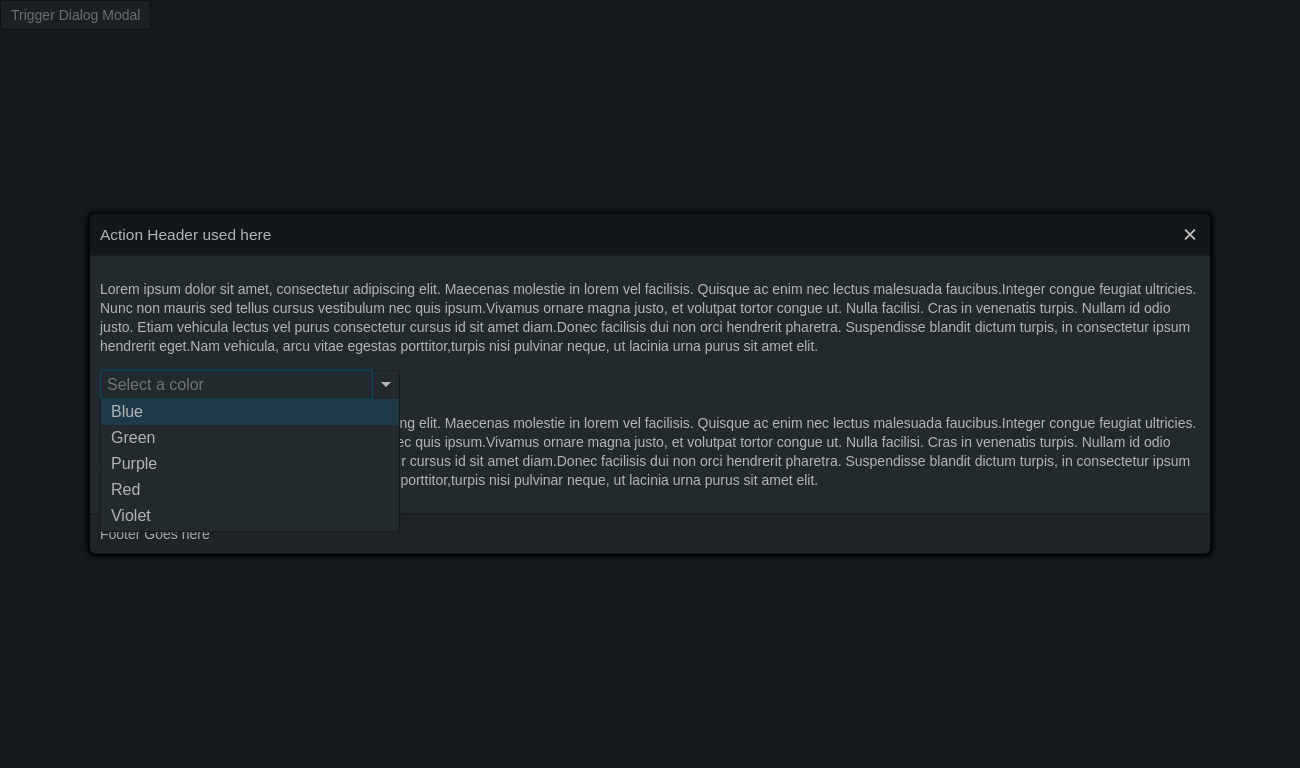 Trigger Dialog Modal
Action Header used here
Lorem ipsum dolor sit amet, consectetur adipiscing elit. Maecenas molestie in lorem vel facilisis. Quisque ac enim nec lectus malesuada faucibus.Integer congue feugiat ultricies.
Nunc non mauris sed tellus cursus vestibulum nec quis ipsum.Vivamus ornare magna justo, et volutpat tortor congue ut. Nulla facilisi. Cras in venenatis turpis. Nullam id odio
justo. Etiam vehicula lectus vel purus consectetur cursus id sit amet diam.Donec facilisis dui non orci hendrerit pharetra. Suspendisse blandit dictum turpis, in consectetur ipsum
hendrerit eget.Nam vehicula, arcu vitae egestas porttitor,turpis nisi pulvinar neque, ut lacinia urna purus sit amet elit.
Select a color
Blue
Green
Purple
Red
Violet
elit. Maecenas molestie in lorem vel facilisis. Quisque ac enim nec lectus malesuada faucibus.Integer congue feugiat ultricies.
quis ipsum.Vivamus ornare magna justo, et volutpat tortor congue ut. Nulla facilisi. Cras in venenatis turpis. Nullam id odio
cursus id sit amet diam.Donec facilisis dui non orci hendrerit pharetra. Suspendisse blandit dictum turpis, in consectetur ipsum
porttitor,turpis nisi pulvinar neque, ut lacinia urna purus sit amet elit.
Footer Goes here